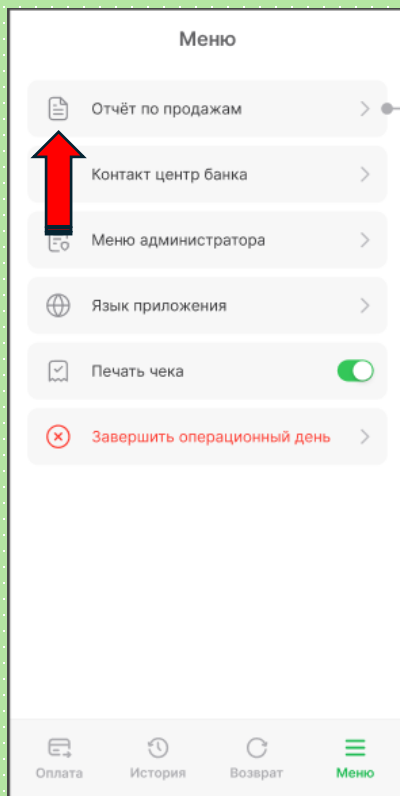 Меню
Отчёт по продажам
Контакт центр банка
Меню администратора
Язык приложения
Печать чека
Завершить операционный день
Оплата
История
Возврат
Меню